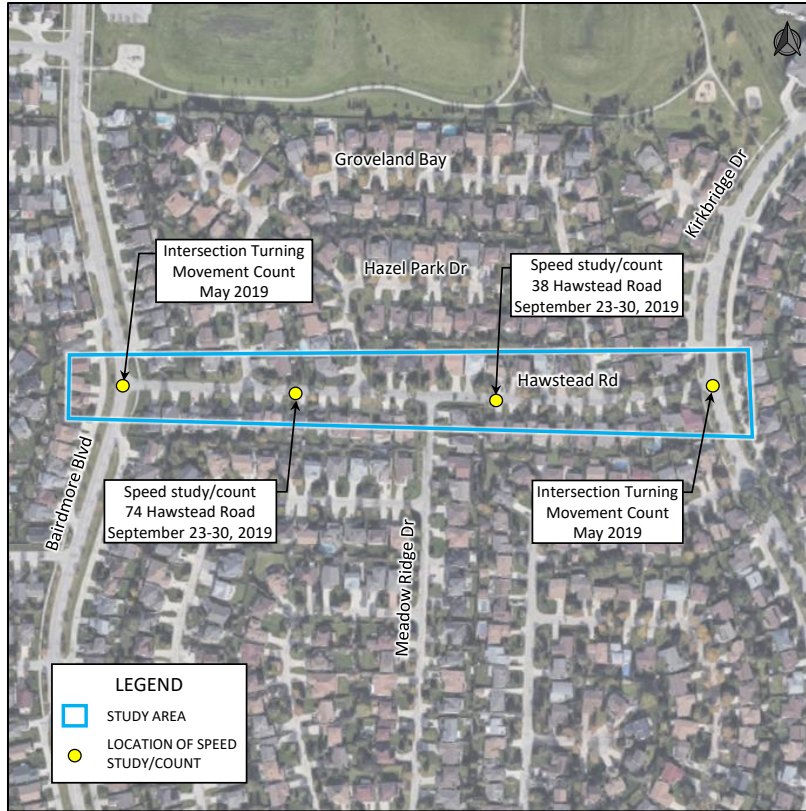 Groveland Bay
Kirkbridge Dr
Intersection Turning
Movement Count
May 2019
Hazel Park Dr
Speed study/count
38 Hawstead Road
September 23-30, 2019
Hawstead Rd
Bairdmore Blvd
Speed study/count
74 Hawstead Road
September 23-30, 2019
Meadow Ridge Dr
Intersection Turning
Movement Count
May 2019
LEGEND
STUDY AREA
LOCATION OF SPEED
STUDY/COUNT